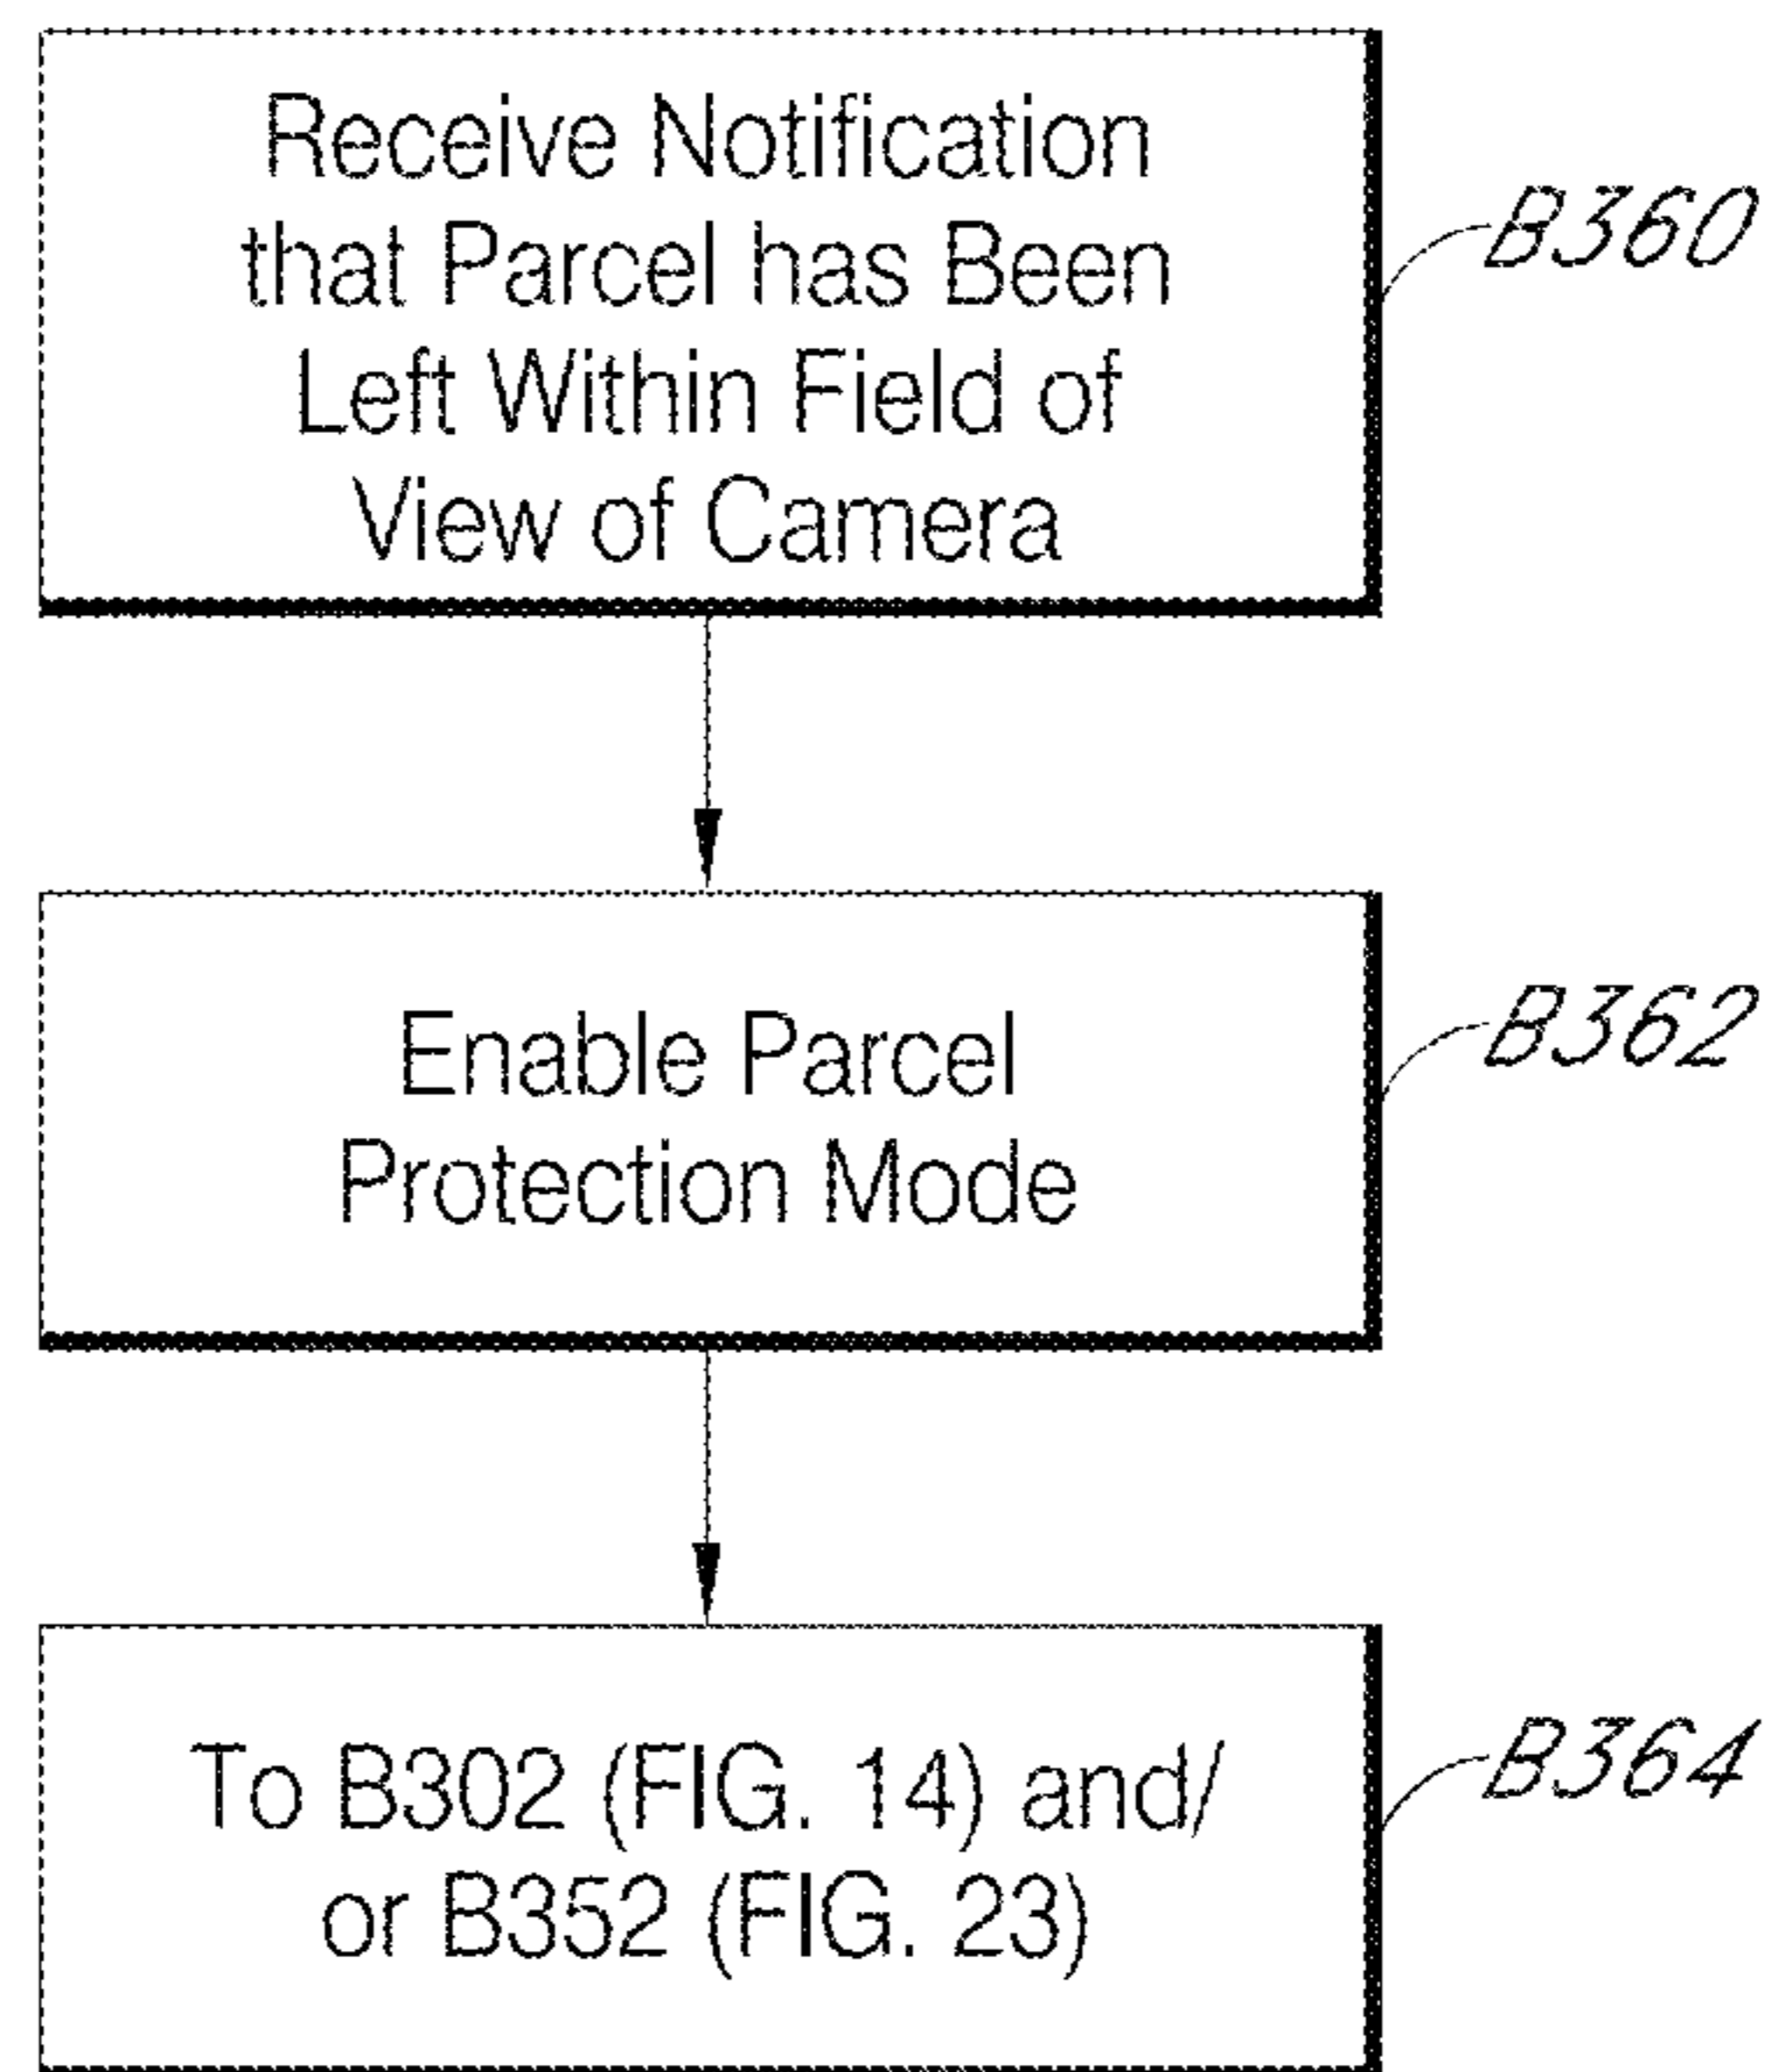 Receive Notification
that Parcel has Been
Left Within Field of
View of Camera
B360
Enable Parcel
Protection Mode
B362
To B302 (FIG. 14) and/
or B352 (FIG. 23)
B364